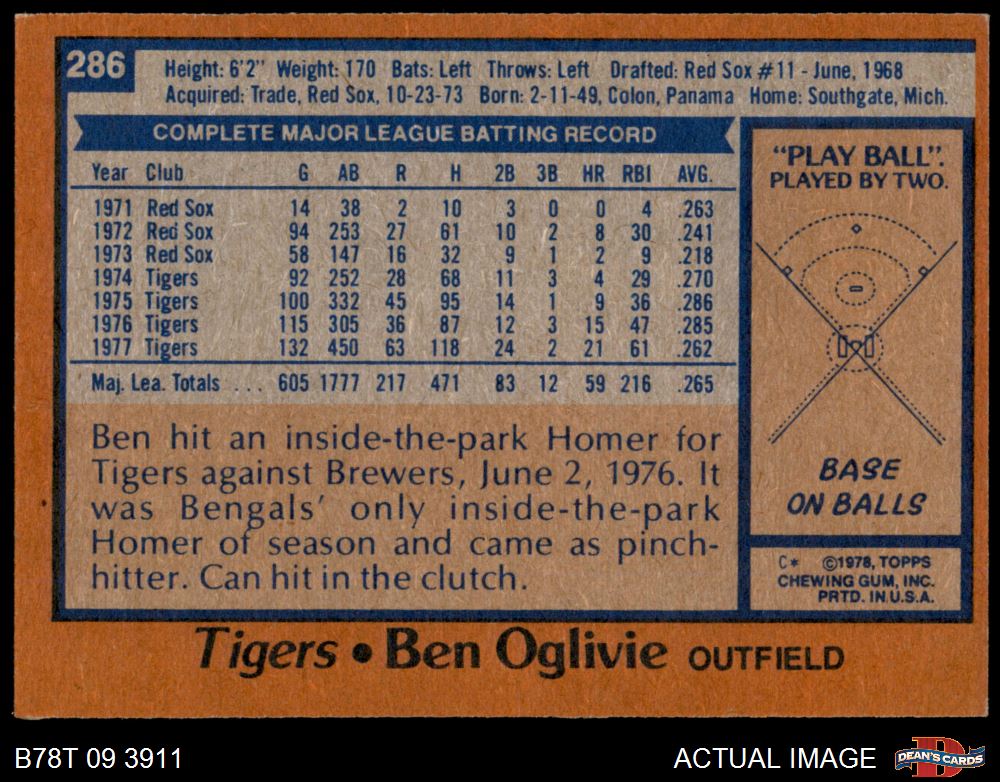 286
Height: 6'2" Weight: 170 Bats: Left Throws: Left Drafted: Red Sox #11 - June, 1968
Acquired: Trade, Red Sox, 10-23-73 Born: 2-11-49, Colon, Panama Home: Southgate, Mich.
COMPLETE MAJOR LEAGUE BATTING RECORD
Year Club G AB R H 2B 3B HR RBI AVG.
1971 Red Sox 14 38 2 10 3 0 0 4 .263
1972 Red Sox 94 253 27 61 10 2 8 30 .241
1973 Red Sox 58 147 16 32 9 1 2 9 .218
1974 Tigers 92 252 28 68 11 3 4 29 .270
1975 Tigers 100 332 45 95 14 1 9 36 .286
1976 Tigers 115 305 36 87 12 3 15 47 .285
1977 Tigers 132 450 63 118 24 2 21 61 .262
Maj. Lea. Totals ... 605 1777 217 471 83 12 59 216 .265
Ben hit an inside-the-park Homer for
Tigers against Brewers, June 2, 1976. It
was Bengals' only inside-the-park
Homer of season and came as pinch-
hitter. Can hit in the clutch.
"PLAY BALL".
PLAYED BY TWO.
BASE
ON BALLS
C* ©1978, TOPPS
CHEWING GUM, INC.
PRTD. IN U.S.A.
Tigers • Ben Oglivie OUTFIELD
B78T 09 3911
ACTUAL IMAGE
D
DEAN'S CARDS